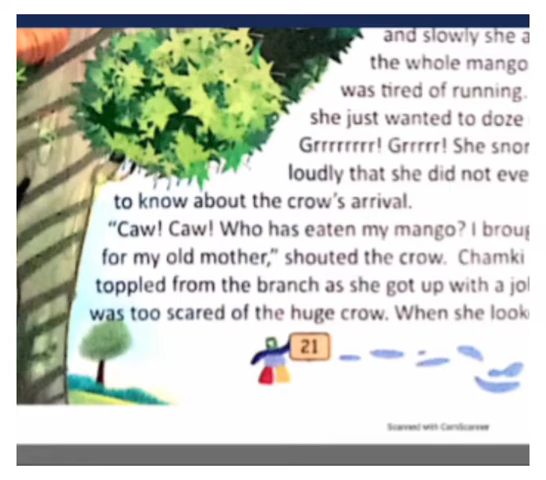 and slowly she a
the whole mango
was tired of running.
she just wanted to doze
Grrrrrrrr! Grrrrr! She snor
loudly that she did not eve
to know about the crow's arrival.
"Caw! Caw! Who has eaten my mango? I broug
for my old mother," shouted the crow. Chamki
toppled from the branch as she got up with a jol
was too scared of the huge crow. When she look
21
Scanned with CamScanner